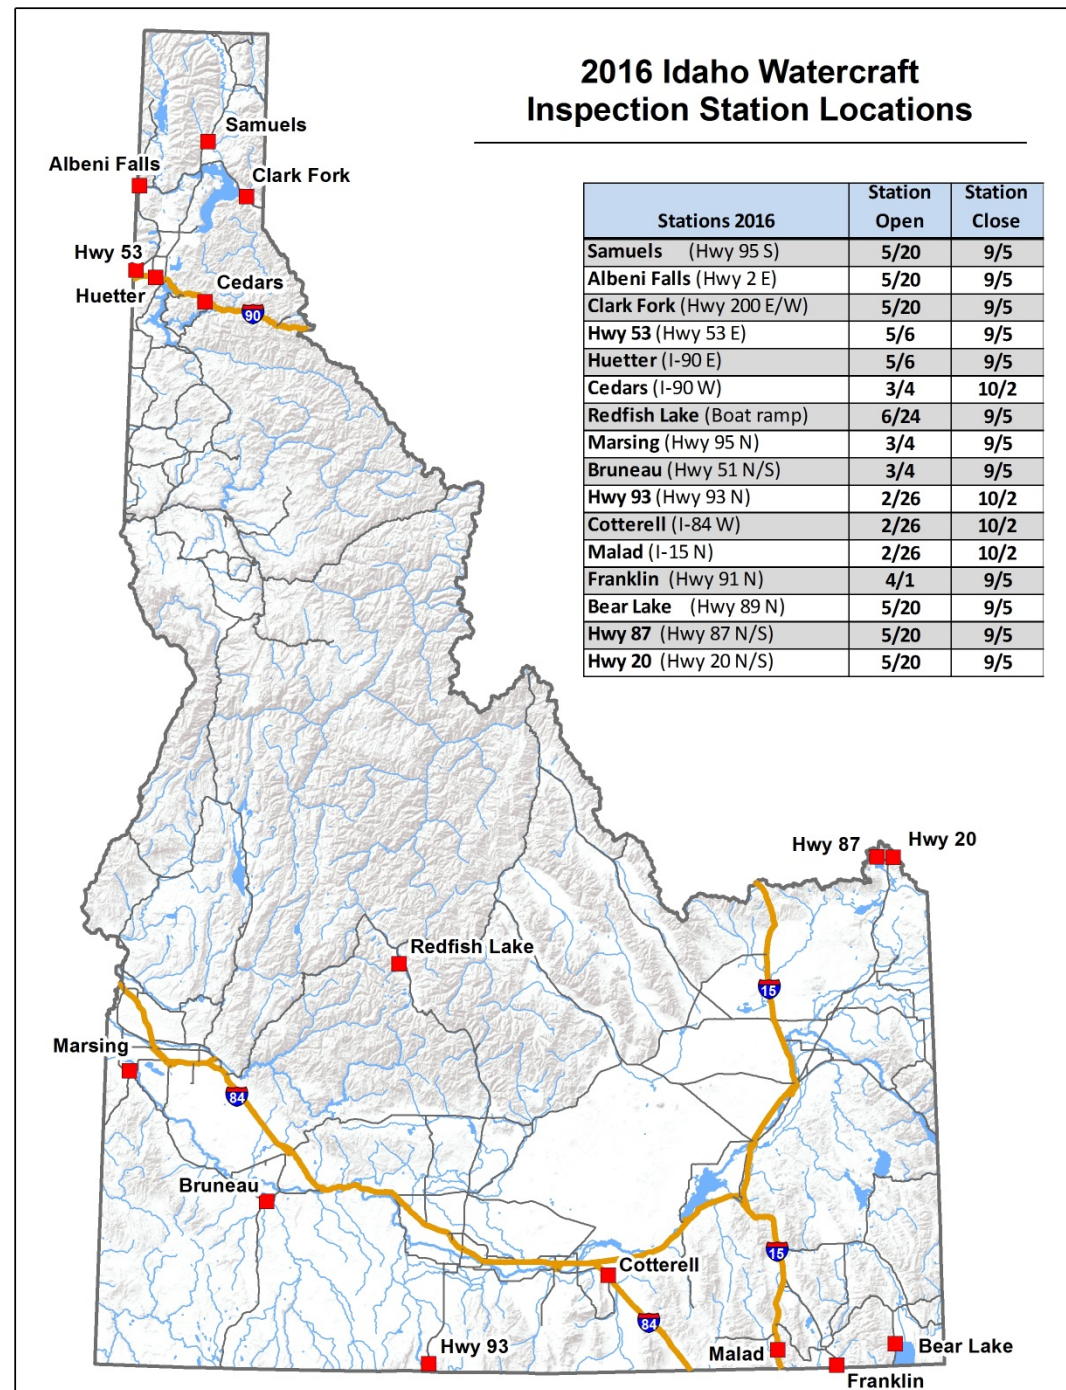 2016 Idaho Watercraft
Inspection Station Locations
Stations 2016 Station Open Station Close
Samuels (Hwy 95 S) 5/20 9/5
Albeni Falls (Hwy 2 E) 5/20 9/5
Clark Fork (Hwy 200 E/W) 5/20 9/5
Hwy 53 (Hwy 53 E) 5/6 9/5
Huetter (I-90 E) 5/6 9/5
Cedars (I-90 W) 3/4 10/2
Redfish Lake (Boat ramp) 6/24 9/5
Marsing (Hwy 95 N) 3/4 9/5
Bruneau (Hwy 51 N/S) 3/4 9/5
Hwy 93 (Hwy 93 N) 2/26 10/2
Cotterell (I-84 W) 2/26 10/2
Malad (I-15 N) 2/26 10/2
Franklin (Hwy 91 N) 4/1 9/5
Bear Lake (Hwy 89 N) 5/20 9/5
Hwy 87 (Hwy 87 N/S) 5/20 9/5
Hwy 20 (Hwy 20 N/S) 5/20 9/5
Samuels
Albeni Falls
Clark Fork
Hwy 53
Huetter
Cedars
90
Hwy 87
Hwy 20
Redfish Lake
15
Marsing
84
Bruneau
15
Cotterell
84
Hwy 93
Malad
Bear Lake
Franklin